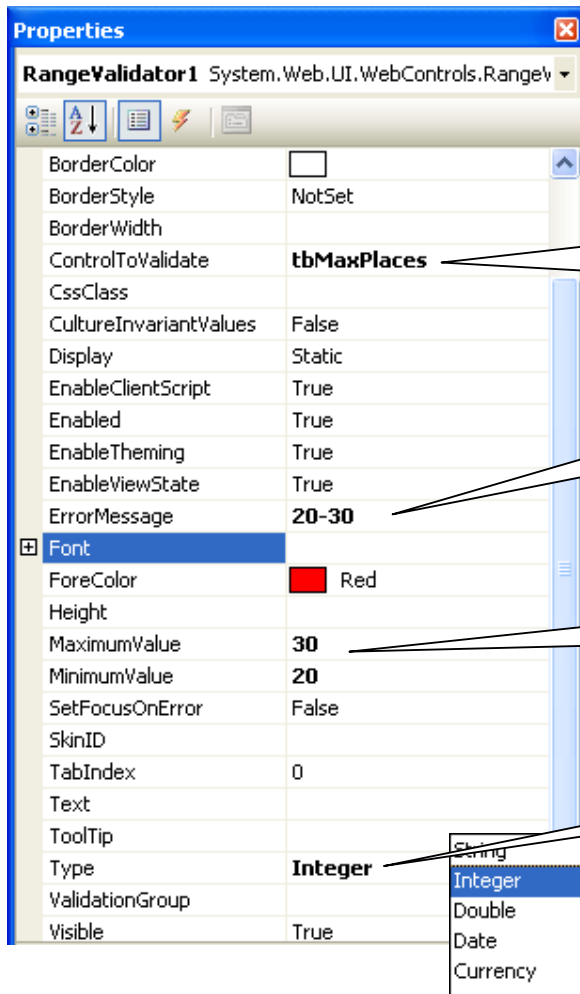 Properties
RangeValidator1 System.Web.UI.WebControls.RangeV
BorderColor
BorderStyle NotSet
BorderWidth
ControlToValidate tbMaxPlaces
CssClass
CultureInvariantValues False
Display Static
EnableClientScript True
Enabled True
EnableTheming True
EnableViewState True
ErrorMessage 20-30
Font
ForeColor Red
Height
MaximumValue 30
MinimumValue 20
SetFocusOnError False
SkinID
TabIndex 0
Text
ToolTip
Type Integer
ValidationGroup
Visible True
String
Integer
Double
Date
Currency